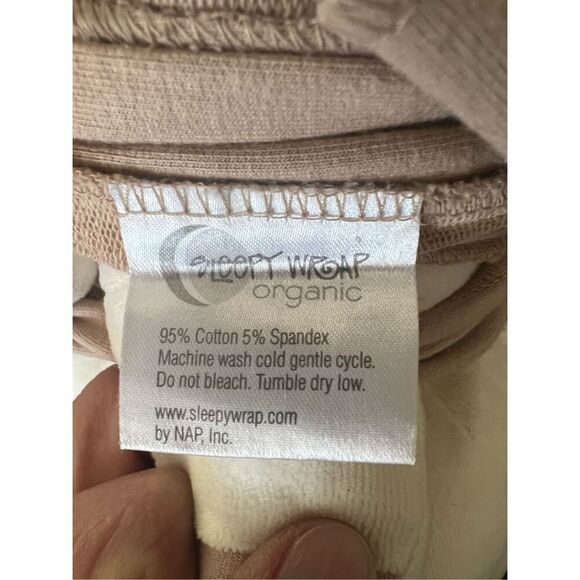 SLEEPY WRAP
organic
95% Cotton 5% Spandex
Machine wash cold gentle cycle.
Do not bleach. Tumble dry low.
www.sleepywrap.com
by NAP, Inc.